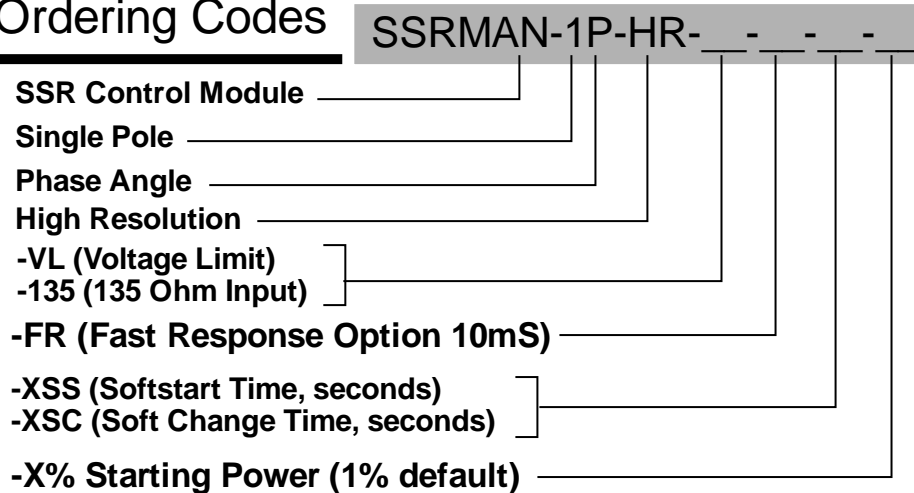 Ordering Codes
SSRMAN-1P-HR-__-__-__-__
SSR Control Module
Single Pole
Phase Angle
High Resolution
-VL (Voltage Limit)
-135 (135 Ohm Input)
-FR (Fast Response Option 10mS)
-XSS (Softstart Time, seconds)
-XSC (Soft Change Time, seconds)
-X% Starting Power (1% default)